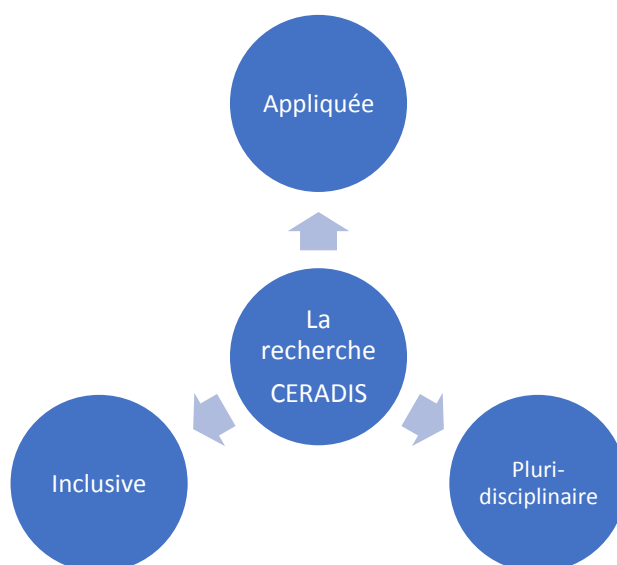 Appliquée
La
recherche
CERADIS
Inclusive
Pluri-
disciplinaire